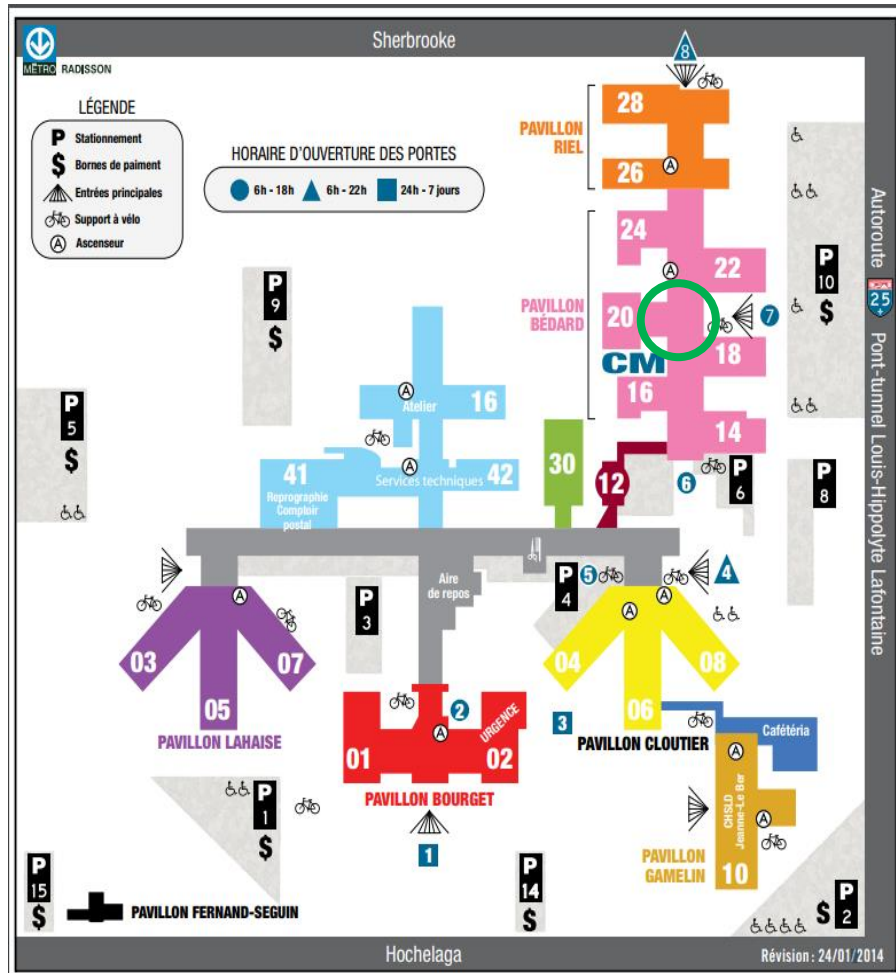 Sherbrooke
MÉTRO RADISSON
8
LÉGENDE
P Stationnement
$ Bornes de paiment
Entrées principales
Support à vélo
A Ascenseur
HORAIRE D'OUVERTURE DES PORTES
6h - 18h
6h - 22h
24h - 7 jours
PAVILLON
RIEL
28
26
A
PAVILLON
BÉDARD
24
22
A
20
7
18
CM
16
14
P
10
$
Autoroute
25
Pont-tunnel Louis-Hippolyte Lafontaine
P
9
$
P
5
$
A
Atelier
16
A
41
Services techniques
42
Reprographie
Comptoir
postal
30
12
6
P
6
P
8
Aire
de repos
P
3
P
4
5
4
A
A
A
A
03
05
07
PAVILLON LAHAISE
04
06
08
PAVILLON CLOUTIER
3
2
A
URGENCE
01
02
PAVILLON BOURGET
1
Cafétéria
A
CHSLD
Jeanne-Le Ber
A
PAVILLON
GAMELIN
10
P
1
$
P
15
$
PAVILLON FERNAND-SEGUIN
P
14
$
P
2
$
Hochelaga
Révision : 24/01/2014